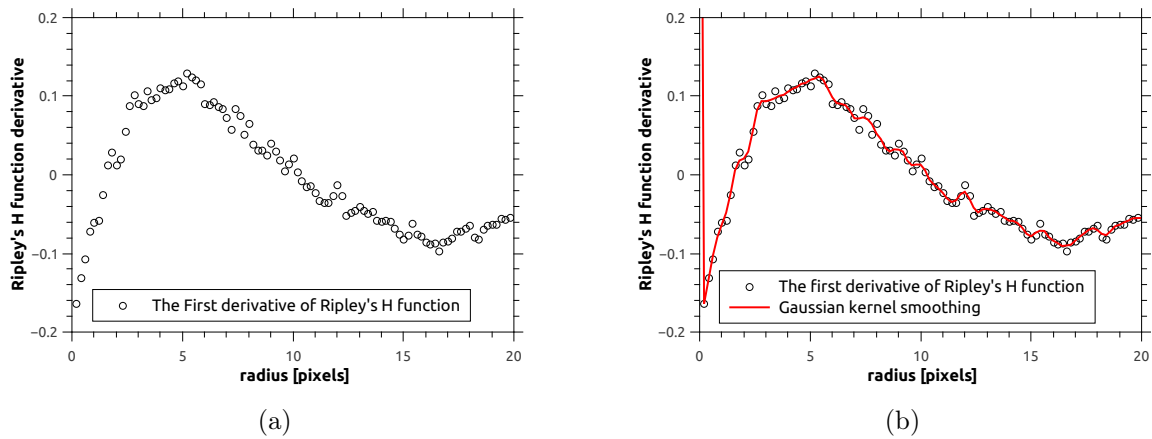 0.2
0.1
0
−0.1
−0.2
Ripley's H function derivative
The First derivative of Ripley's H function
0 5 10 15 20
radius [pixels]
(a)
0.2
0.1
0
−0.1
−0.2
Ripley's H function derivative
The first derivative of Ripley's H function
Gaussian kernel smoothing
0 5 10 15 20
radius [pixels]
(b)